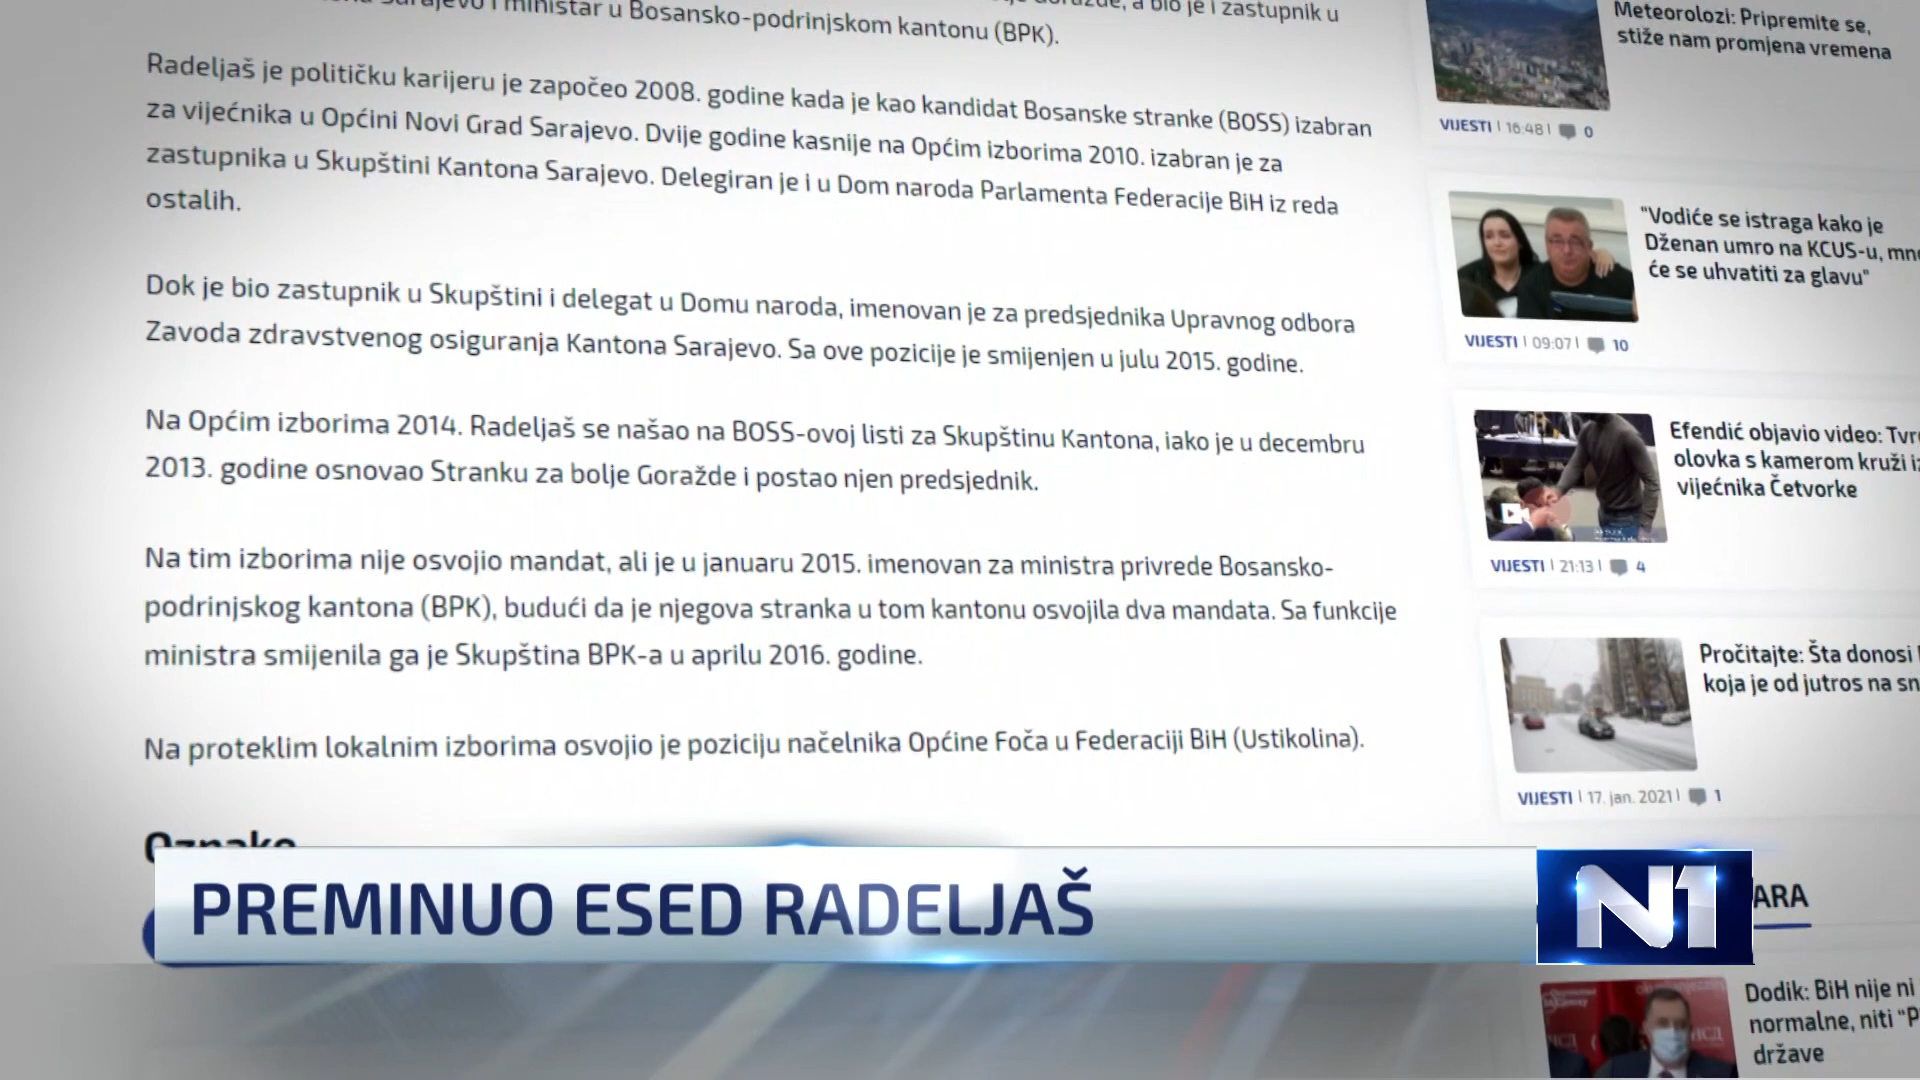 Sarajevo i ministar u Bosansko-podrinjskom kantonu (BPK).
a bio je i zastupnik u
Radeljaš je političku karijeru je započeo 2008. godine kada je kao kandidat Bosanske stranke (BOSS) izabran
za vijećnika u Općini Novi Grad Sarajevo. Dvije godine kasnije na Općim izborima 2010. izabran je za
zastupnika u Skupštini Kantona Sarajevo. Delegiran je i u Dom naroda Parlamenta Federacije BiH iz reda
ostalih.
Dok je bio zastupnik u Skupštini i delegat u Domu naroda, imenovan je za predsjednika Upravnog odbora
Zavoda zdravstvenog osiguranja Kantona Sarajevo. Sa ove pozicije je smijenjen u julu 2015. godine.
Na Općim izborima 2014. Radeljaš se našao na BOSS-ovoj listi za Skupštinu Kantona, iako je u decembru
2013. godine osnovao Stranku za bolje Goražde i postao njen predsjednik.
Na tim izborima nije osvojio mandat, ali je u januaru 2015. imenovan za ministra privrede Bosansko-
podrinjskog kantona (BPK), budući da je njegova stranka u tom kantonu osvojila dva mandata. Sa funkcije
ministra smijenila ga je Skupština BPK-a u aprilu 2016. godine.
Na proteklim lokalnim izborima osvojio je poziciju načelnika Općine Foča u Federaciji BiH (Ustikolina).
Oznake
PREMINUO ESED RADELJAŠ
N1
Meteorolozi: Pripremite se,
stiže nam promjena vremena
VIJESTI | 16:48 | 0
"Vodiće se istraga kako je
Dženan umro na KCUS-u, mno
će se uhvatiti za glavu"
VIJESTI | 09:07 | 10
Efendić objavio video: Tvr
olovka s kamerom kruži iz
vijećnika Četvorke
VIJESTI | 21:13 | 4
Pročitajte: Šta donosi
koja je od jutros na sn
VIJESTI | 17. jan. 2021 | 1
ARA
Dodik: BiH nije ni
normalne, niti "P
države